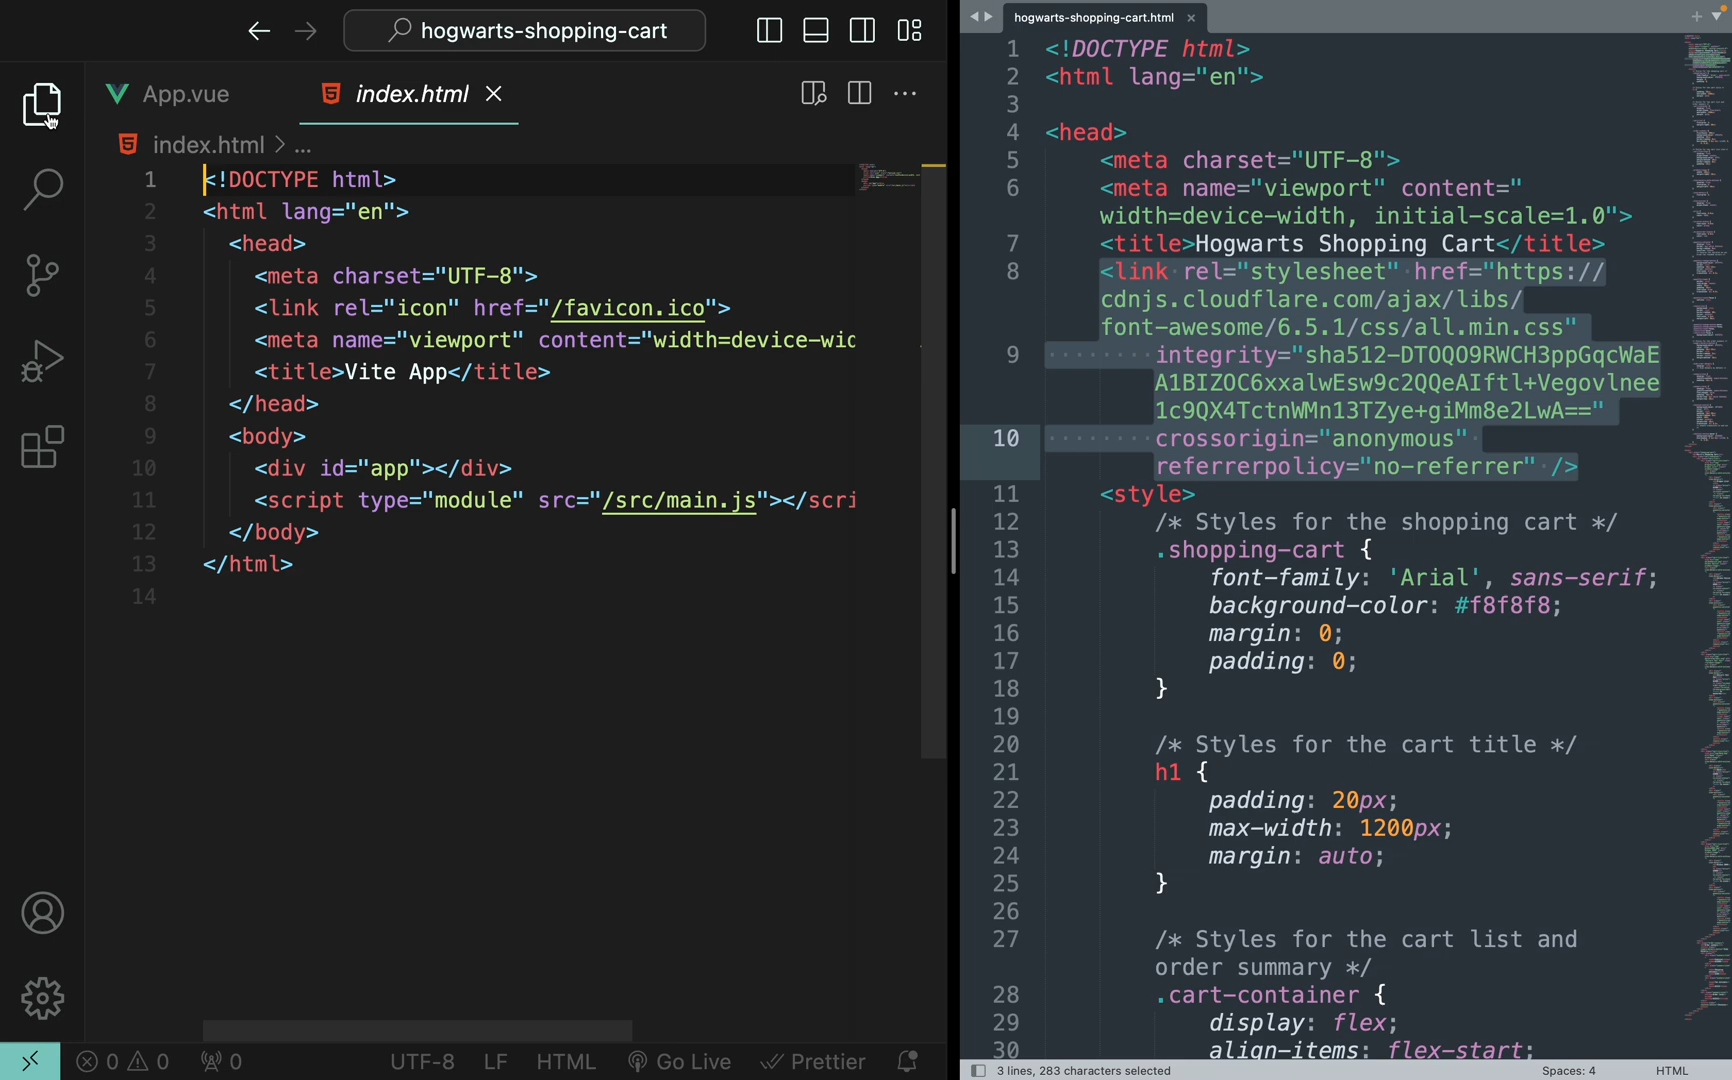 hogwarts-shopping-cart
App.vue
index.html
index.html > ...
1 <!DOCTYPE html>
2 <html lang="en">
3 <head>
4 <meta charset="UTF-8">
5 <link rel="icon" href="/favicon.ico">
6 <meta name="viewport" content="width=device-wid
7 <title>Vite App</title>
8 </head>
9 <body>
10 <div id="app"></div>
11 <script type="module" src="/src/main.js"></scri
12 </body>
13 </html>
14
0 0 0 UTF-8 LF HTML Go Live Prettier
hogwarts-shopping-cart.html
1 <!DOCTYPE html>
2 <html lang="en">
3
4 <head>
5 <meta charset="UTF-8">
6 <meta name="viewport" content="
width=device-width, initial-scale=1.0">
7 <title>Hogwarts Shopping Cart</title>
8 <link rel="stylesheet" href="https://
cdnjs.cloudflare.com/ajax/libs/
font-awesome/6.5.1/css/all.min.css"
9 integrity="sha512-DTOQO9RWCH3ppGqcWaE
A1BIZOC6xxalwEsw9c2QQeAIftl+Vegovlnee
1c9QX4TctnWMn13TZye+giMm8e2LwA=="
10 crossorigin="anonymous"
referrerpolicy="no-referrer" />
11 <style>
12 /* Styles for the shopping cart */
13 .shopping-cart {
14 font-family: 'Arial', sans-serif;
15 background-color: #f8f8f8;
16 margin: 0;
17 padding: 0;
18 }
19
20 /* Styles for the cart title */
21 h1 {
22 padding: 20px;
23 max-width: 1200px;
24 margin: auto;
25 }
26
27 /* Styles for the cart list and
order summary */
28 .cart-container {
29 display: flex;
30 align-items: flex-start;
3 lines, 283 characters selected
Spaces: 4
HTML